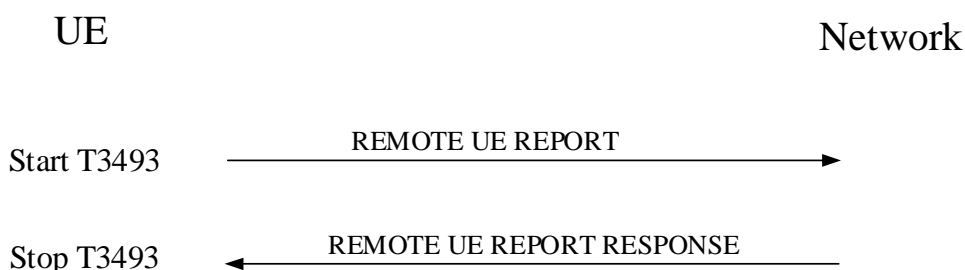 UE
Network
Start T3493
REMOTE UE REPORT
Stop T3493
REMOTE UE REPORT RESPONSE